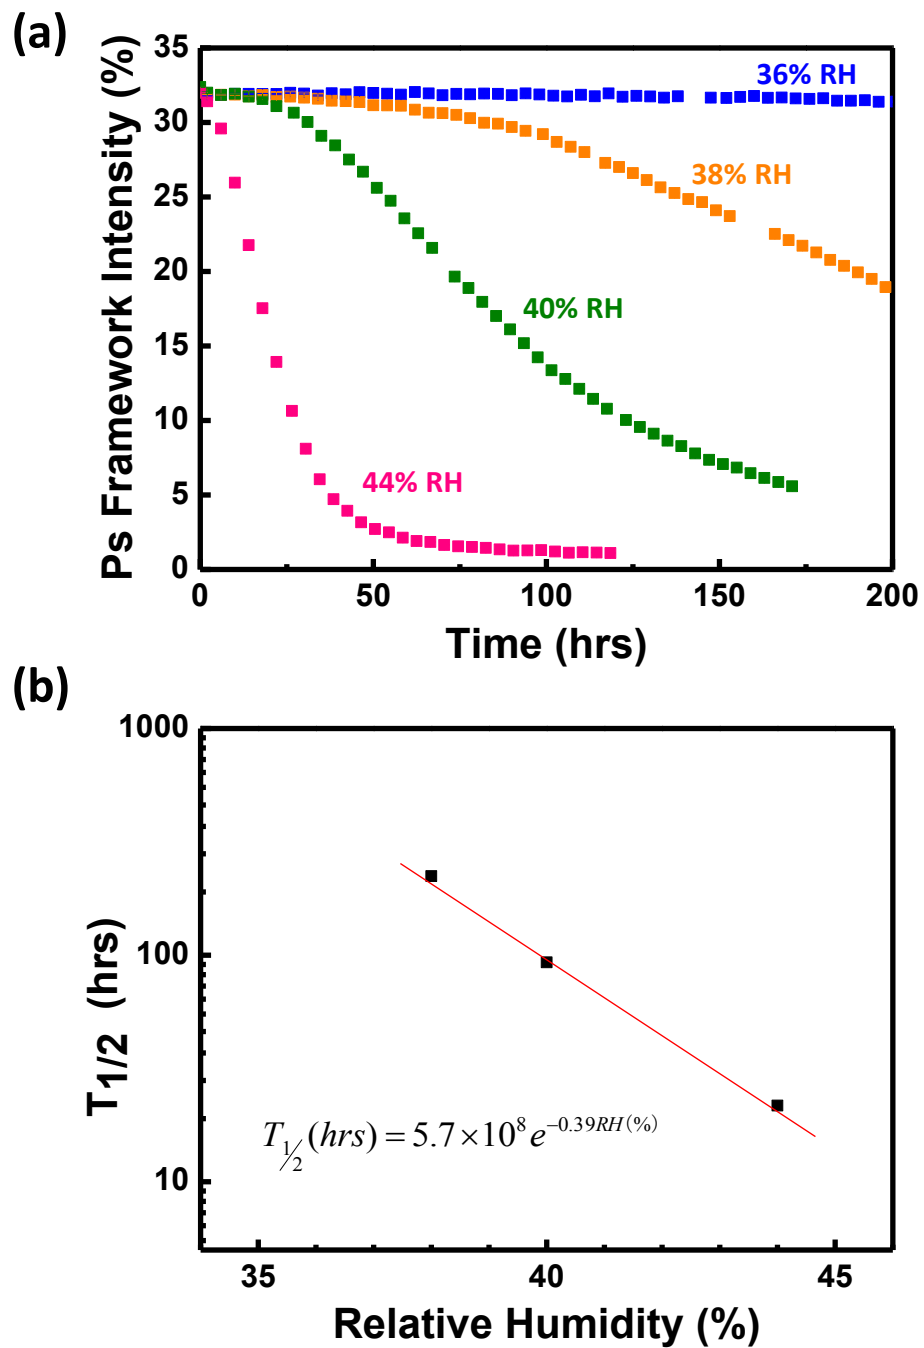 (a)
Ps Framework Intensity (%)
35
30
25
20
15
10
5
0
36% RH
38% RH
40% RH
44% RH
0 50 100 150 200
Time (hrs)
(b)
T1/2 (hrs)
1000
100
10
T½(hrs) = 5.7×10⁸ e⁻⁰·³⁹ᴿᴴ⁽%⁾
35 40 45
Relative Humidity (%)